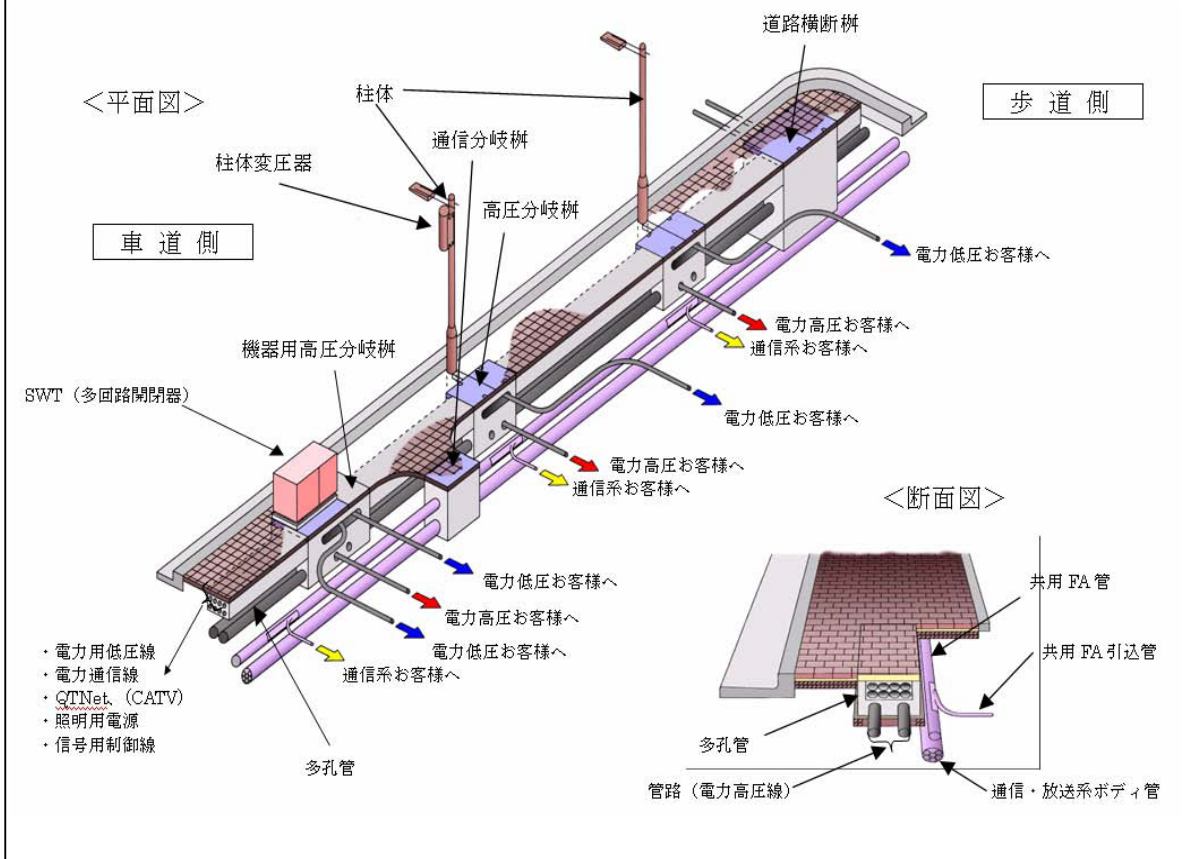 道路横断桝
＜平面図＞
柱体
歩 道 側
通信分岐桝
柱体変圧器
高圧分岐桝
車 道 側
電力低圧お客様へ
電力高圧お客様へ
通信系お客様へ
機器用高圧分岐桝
SWT（多回路開閉器）
電力低圧お客様へ
電力高圧お客様へ
通信系お客様へ
＜断面図＞
電力低圧お客様へ
電力高圧お客様へ
電力低圧お客様へ
通信系お客様へ
・電力用低圧線
・電力通信線
・QTNet、（CATV）
・照明用電源
・信号用制御線
多孔管
共用 FA 管
共用 FA 引込管
多孔管
管路（電力高圧線）
通信・放送系ボディ管